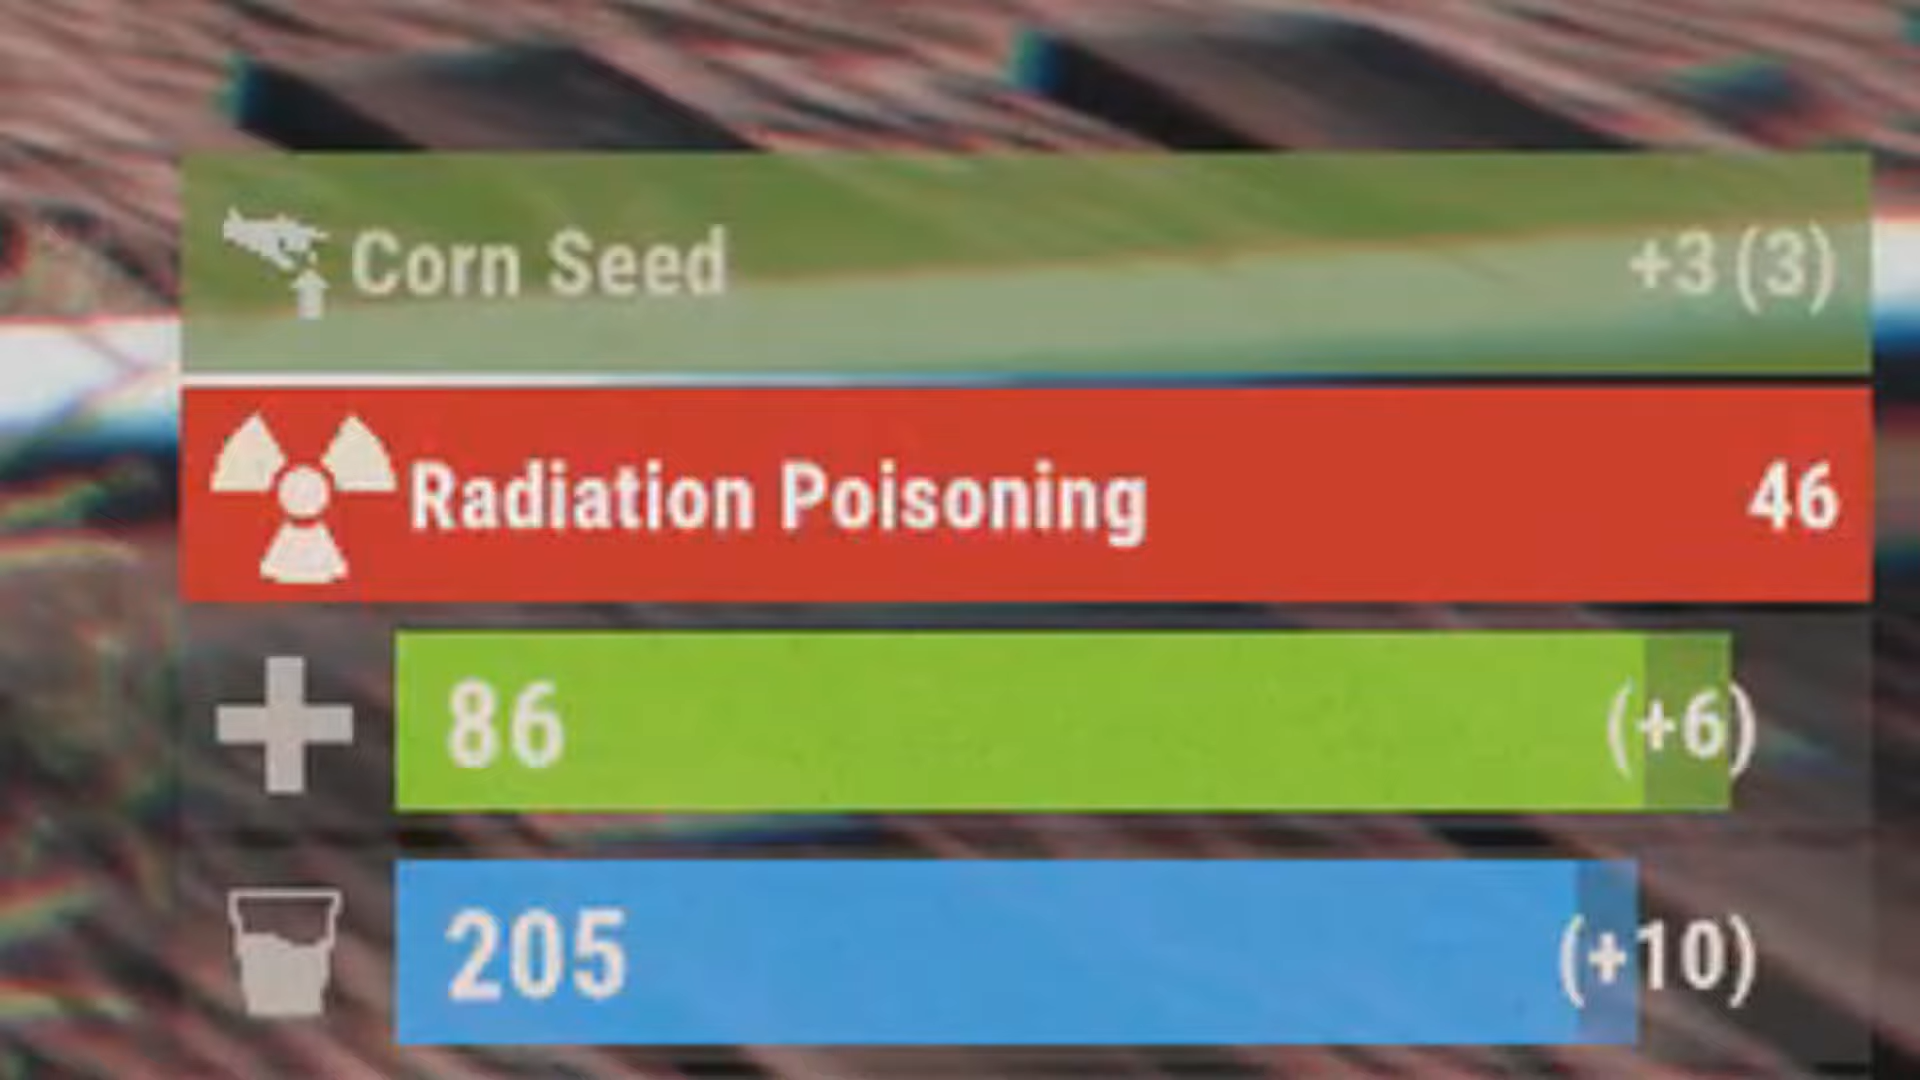 Corn Seed +3 (3)
Radiation Poisoning 46
86 (+6)
205 (+10)